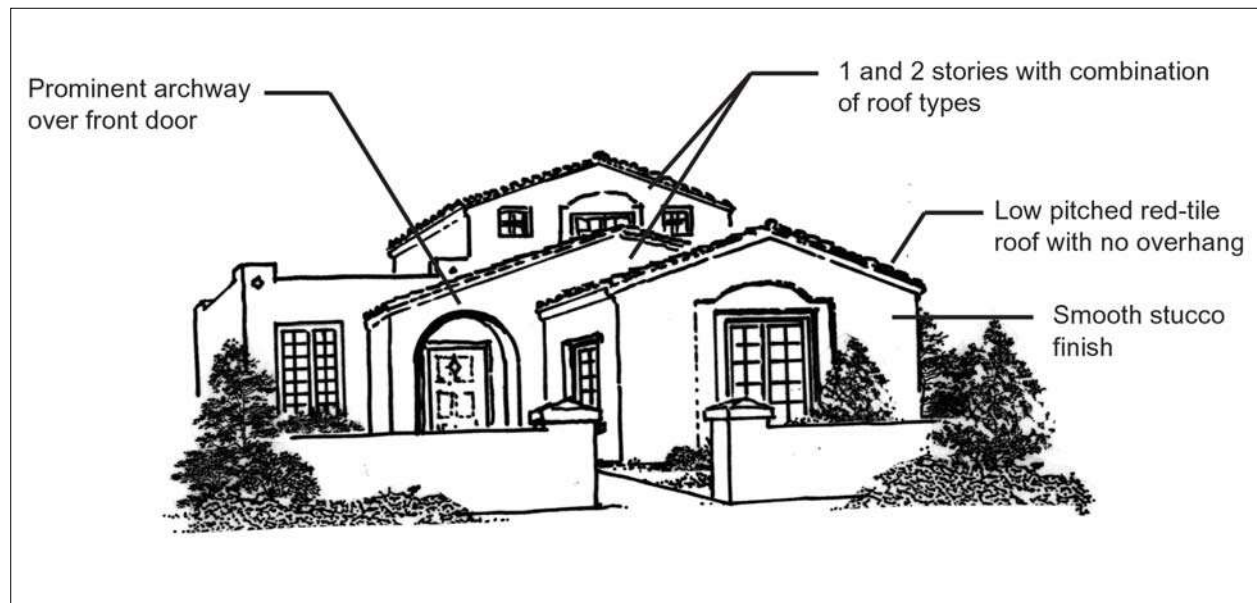 Prominent archway
over front door
1 and 2 stories with combination
of roof types
Low pitched red-tile
roof with no overhang
Smooth stucco
finish